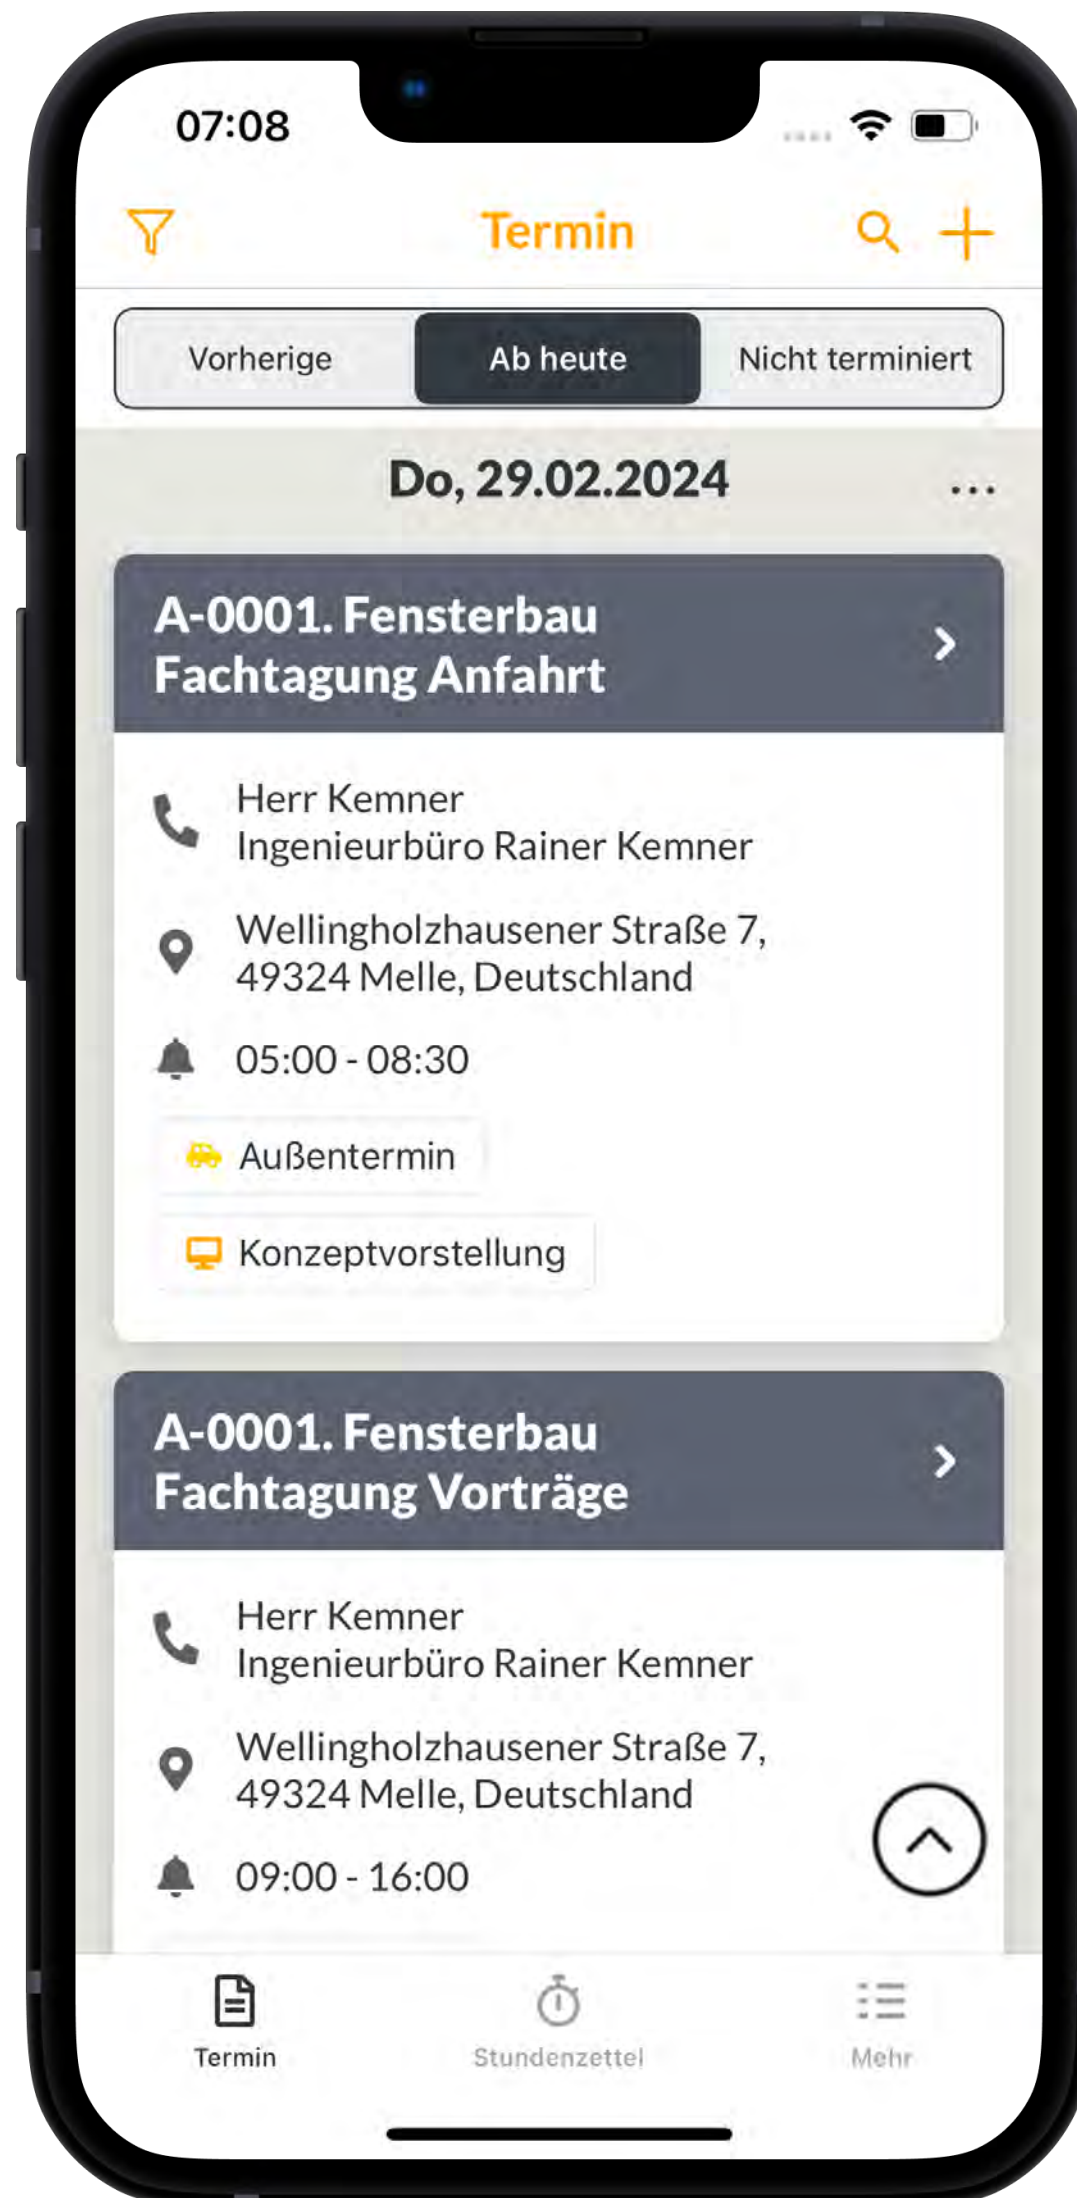 07:08
Termin
Vorherige
Ab heute
Nicht terminiert
Do, 29.02.2024
A-0001. Fensterbau
Fachtagung Anfahrt
Herr Kemner
Ingenieurbüro Rainer Kemner
Wellingholzhausener Straße 7,
49324 Melle, Deutschland
05:00 - 08:30
Außentermin
Konzeptvorstellung
A-0001. Fensterbau
Fachtagung Vorträge
Herr Kemner
Ingenieurbüro Rainer Kemner
Wellingholzhausener Straße 7,
49324 Melle, Deutschland
09:00 - 16:00
Termin
Stundenzettel
Mehr